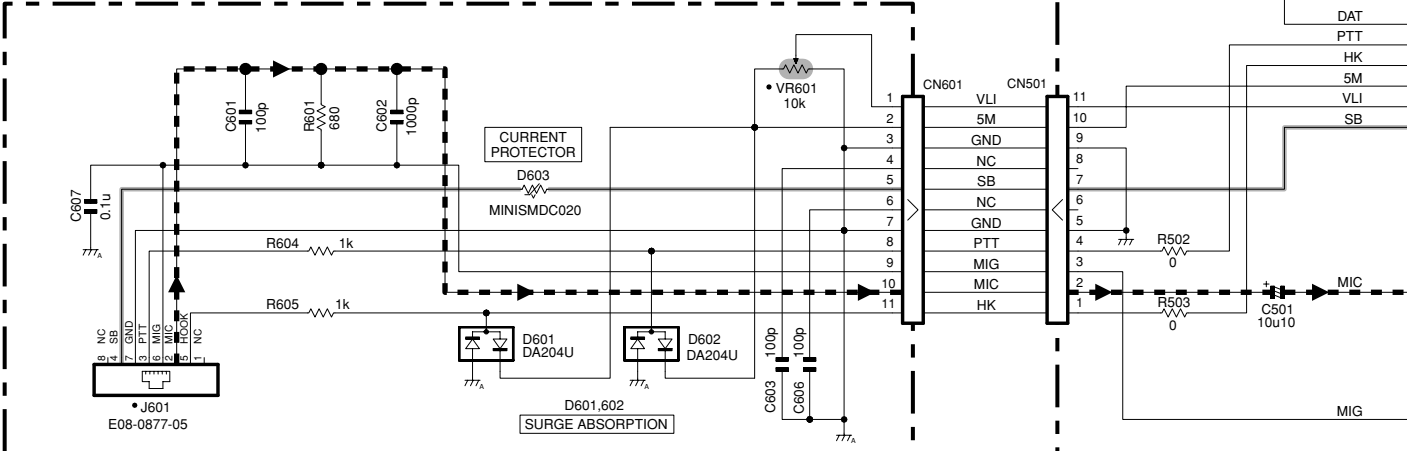 DAT
PTT
HK
5M
VLI
SB
CN601
CN501
VR601
10k
1 VLI 11
2 5M 10
3 GND 9
4 NC 8
5 SB 7
6 NC 6
7 GND 5
8 PTT 4
9 MIG 3
10 MIC 2
11 HK 1
C601
100p
R601
680
C602
1000p
CURRENT
PROTECTOR
D603
MINISMDC020
C607
0.1u
A
R604 1k
R605 1k
R502
0
R503
0
+
C501
10u10
MIC
MIG
D601
DA204U
A
D602
DA204U
A
100p
C603
100p
C606
A
D601,602
SURGE ABSORPTION
NC
SB
GND
PTT
MIG
MIC
HOOK
NC
8
4
7
3
6
2
5
1
J601
E08-0877-05